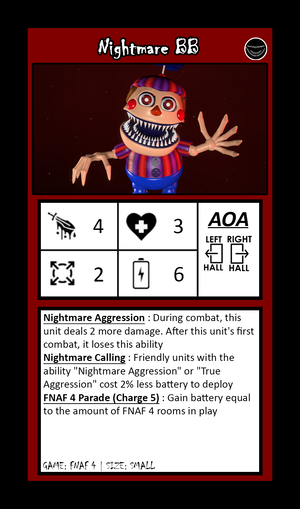 Nightmare BB
4
3
AOA
LEFT RIGHT
HALL HALL
2
6
Nightmare Aggression : During combat, this
unit deals 2 more damage. After this unit's first
combat, it loses this ability
Nightmare Calling : Friendly units with the
ability "Nightmare Aggression" or "True
Aggression" cost 2% less battery to deploy
FNAF 4 Parade (Charge 5) : Gain battery equal
to the amount of FNAF 4 rooms in play
GAME: FNAF 4 | SIZE: SMALL